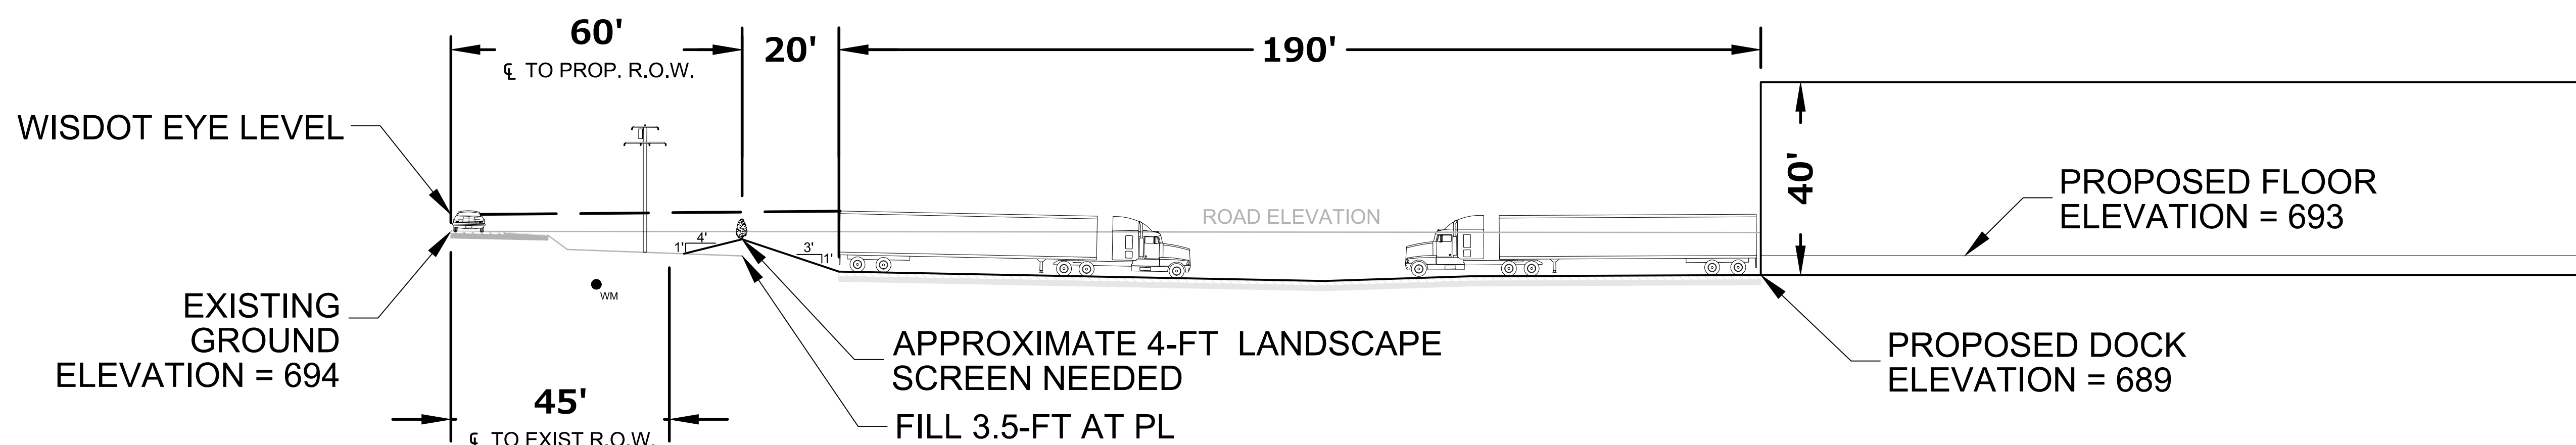 60'
℄ TO PROP. R.O.W.
20'
190'
WISDOT EYE LEVEL
40'
PROPOSED FLOOR
ELEVATION = 693
ROAD ELEVATION
4'
1'
3'
1'
WM
EXISTING
GROUND
ELEVATION = 694
APPROXIMATE 4-FT LANDSCAPE
SCREEN NEEDED
PROPOSED DOCK
ELEVATION = 689
45'
℄ TO EXIST R.O.W.
FILL 3.5-FT AT PL